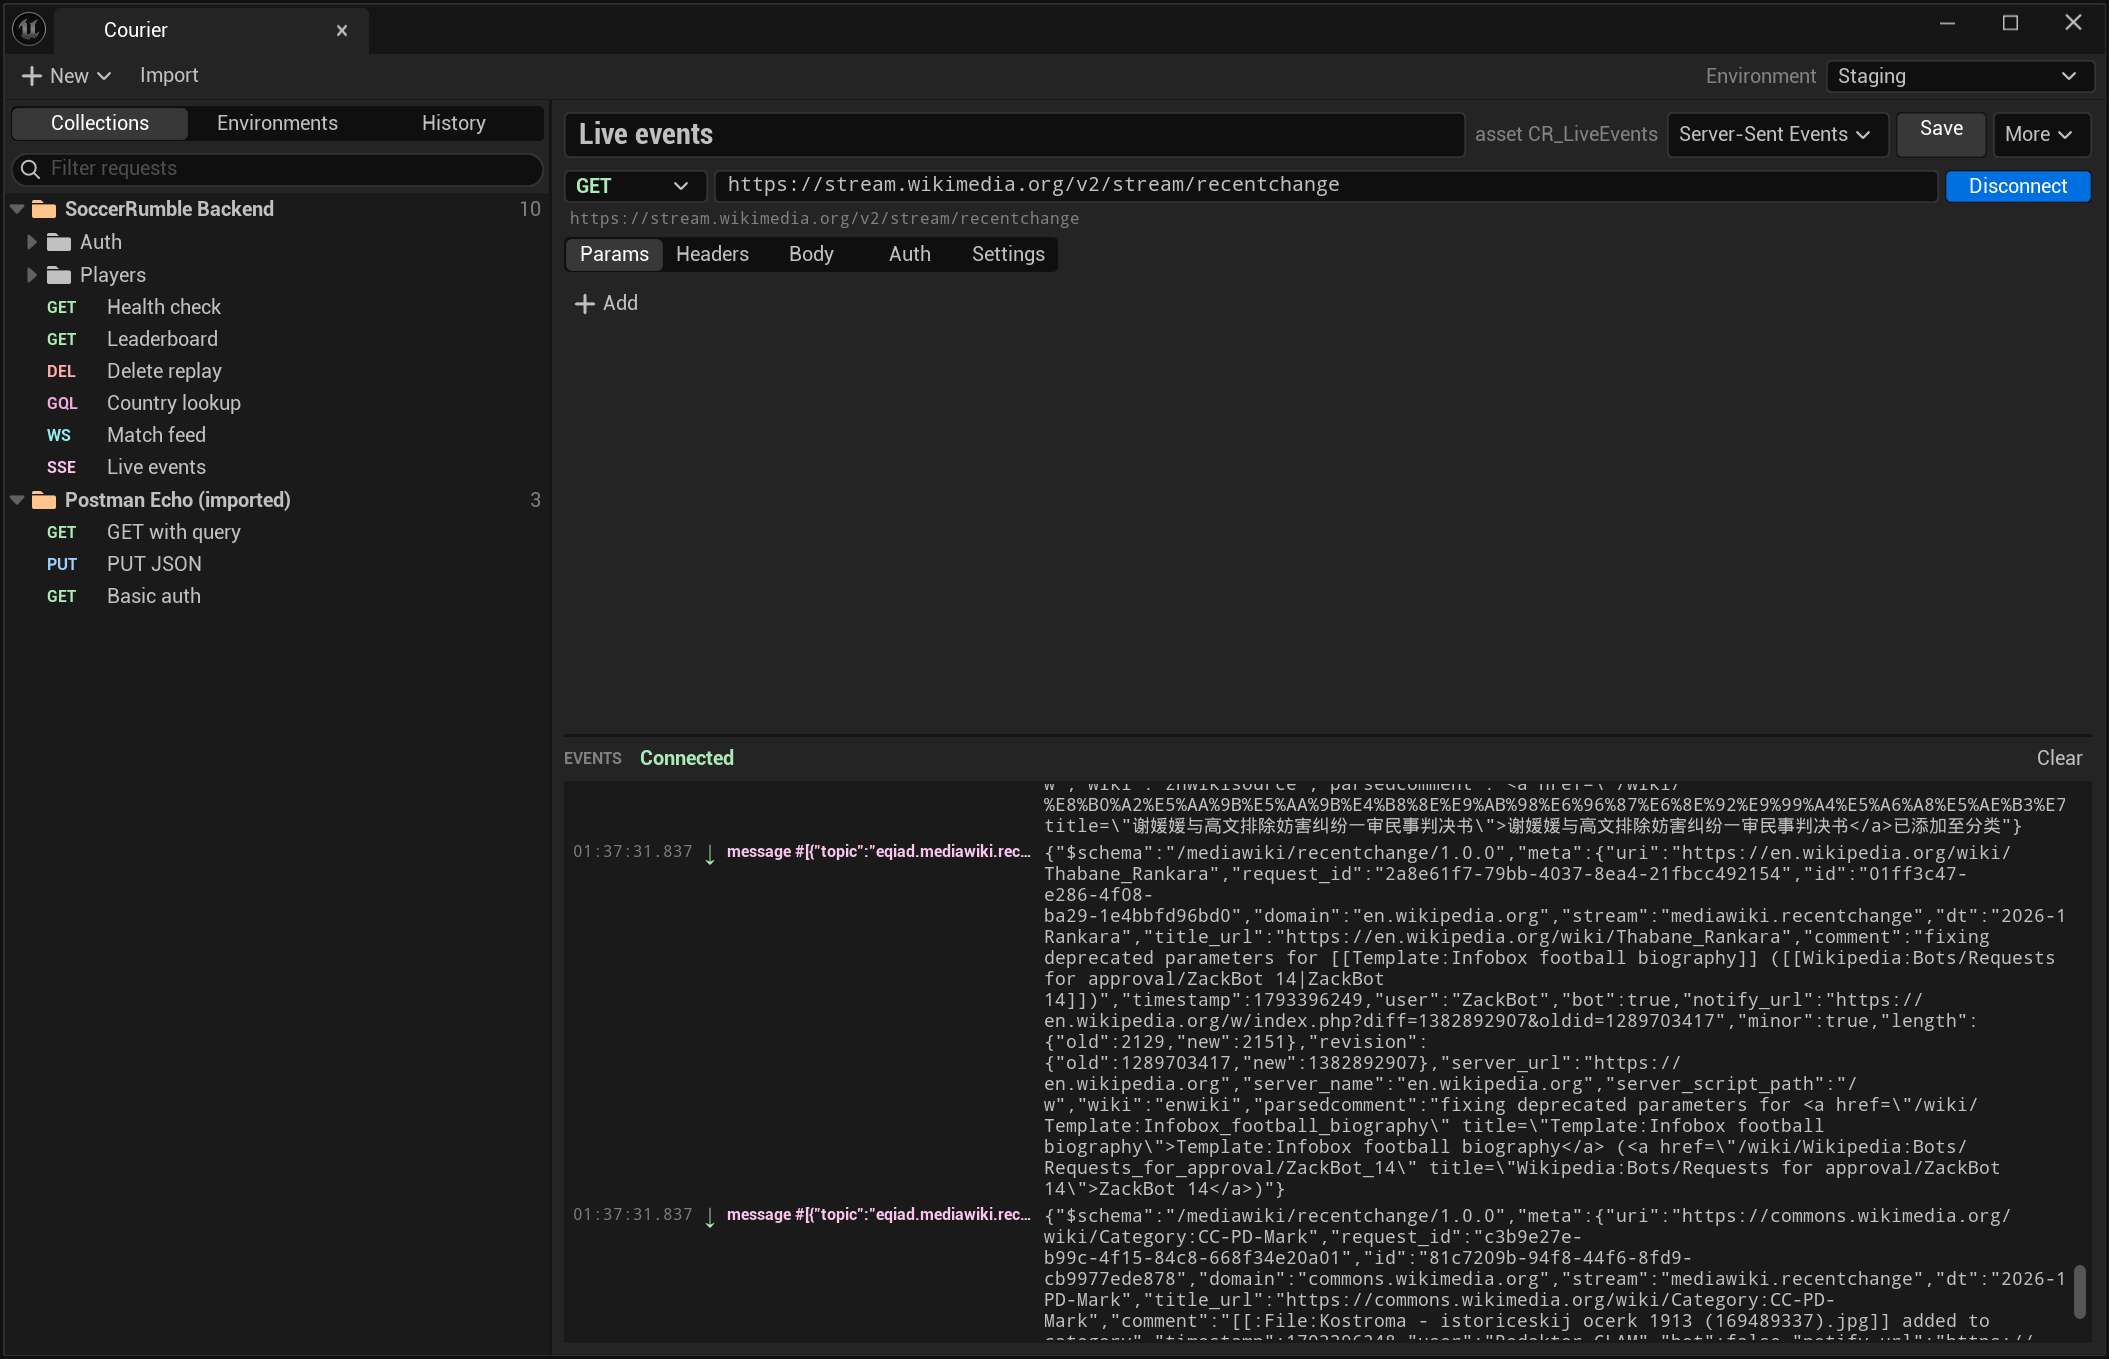 Courier
New
Import
Environment
Staging
Collections
Environments
History
Filter requests
SoccerRumble Backend
10
Auth
Players
GET Health check
GET Leaderboard
DEL Delete replay
GQL Country lookup
WS Match feed
SSE Live events
Postman Echo (imported)
3
GET GET with query
PUT PUT JSON
GET Basic auth
Live events
asset CR_LiveEvents
Server-Sent Events
Save
More
GET
https://stream.wikimedia.org/v2/stream/recentchange
Disconnect
https://stream.wikimedia.org/v2/stream/recentchange
Params
Headers
Body
Auth
Settings
Add
EVENTS
Connected
Clear
w","wiki":"zhwikisource","parsedcomment":"<a href=\"/wiki/
%E8%B0%A2%E5%AA%9B%E5%AA%9B%E4%B8%8E%E9%AB%98%E6%96%87%E6%8E%92%E9%99%A4%E5%A6%A8%E5%AE%B3%E7
title=\"谢媛媛与高文排除妨害纠纷一审民事判决书\">谢媛媛与高文排除妨害纠纷一审民事判决书</a>已添加至分类"}
01:37:31.837
message #[{"topic":"eqiad.mediawiki.rec...
{"$schema":"/mediawiki/recentchange/1.0.0","meta":{"uri":"https://en.wikipedia.org/wiki/
Thabane_Rankara","request_id":"2a8e61f7-79bb-4037-8ea4-21fbcc492154","id":"01ff3c47-
e286-4f08-
ba29-1e4bbfd96bd0","domain":"en.wikipedia.org","stream":"mediawiki.recentchange","dt":"2026-1
Rankara","title_url":"https://en.wikipedia.org/wiki/Thabane_Rankara","comment":"fixing
deprecated parameters for [[Template:Infobox football biography]] ([[Wikipedia:Bots/Requests
for approval/ZackBot 14|ZackBot
14]])","timestamp":1793396249,"user":"ZackBot","bot":true,"notify_url":"https://
en.wikipedia.org/w/index.php?diff=1382892907&oldid=1289703417","minor":true,"length":
{"old":2129,"new":2151},"revision":
{"old":1289703417,"new":1382892907},"server_url":"https://
en.wikipedia.org","server_name":"en.wikipedia.org","server_script_path":"/
w","wiki":"enwiki","parsedcomment":"fixing deprecated parameters for <a href=\"/wiki/
Template:Infobox_football_biography\" title=\"Template:Infobox football
biography\">Template:Infobox football biography</a> (<a href=\"/wiki/Wikipedia:Bots/
Requests_for_approval/ZackBot_14\" title=\"Wikipedia:Bots/Requests for approval/ZackBot
14\">ZackBot 14</a>)"}
01:37:31.837
message #[{"topic":"eqiad.mediawiki.rec...
{"$schema":"/mediawiki/recentchange/1.0.0","meta":{"uri":"https://commons.wikimedia.org/
wiki/Category:CC-PD-Mark","request_id":"c3b9e27e-
b99c-4f15-84c8-668f34e20a01","id":"81c7209b-94f8-44f6-8fd9-
cb9977ede878","domain":"commons.wikimedia.org","stream":"mediawiki.recentchange","dt":"2026-1
PD-Mark","title_url":"https://commons.wikimedia.org/wiki/Category:CC-PD-
Mark","comment":"[[:File:Kostroma - istoriceskij ocerk 1913 (169489337).jpg]] added to
category","timestamp":1793396248,"user":"Redaktor GLAM","bot":false,"notify_url":"https://